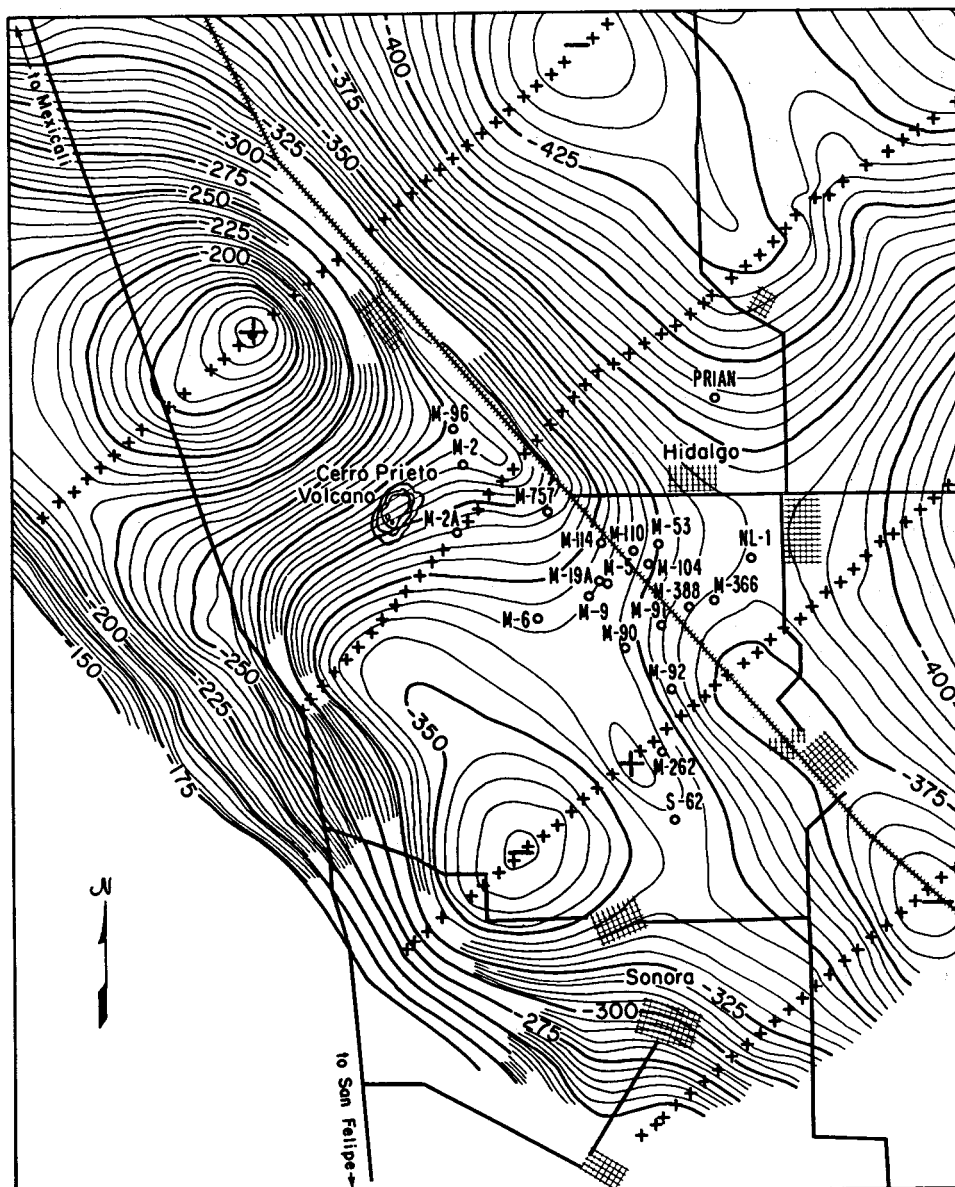 -400
-375
-350
-325
-300
-275
-250
-225
-200
to Mexicali
-425
PRIAN
M-96
M-2
Hidalgo
Cerro Prieto
Volcano
M-757
M-2A
M-114
M-110
M-53
NL-1
M-19A
M-5
M-104
M-388
M-366
M-6
M-9
M-91
M-90
-200
-150
-250
-225
-175
M-92
-400
-350
M-262
S-62
-375
N
Sonora
-325
-300
-275
to San Felipe